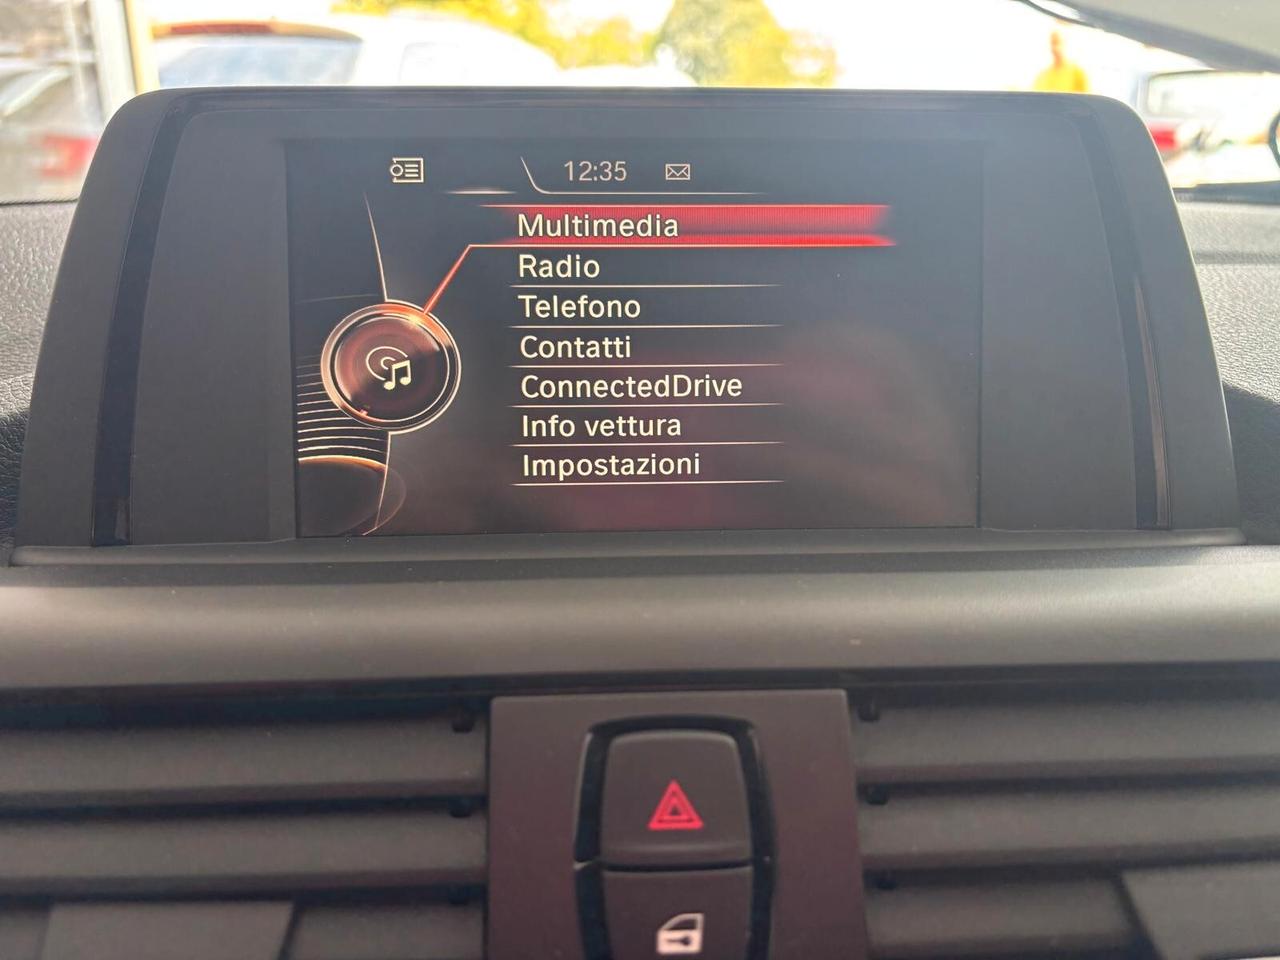 12:35
Multimedia
Radio
Telefono
Contatti
ConnectedDrive
Info vettura
Impostazioni